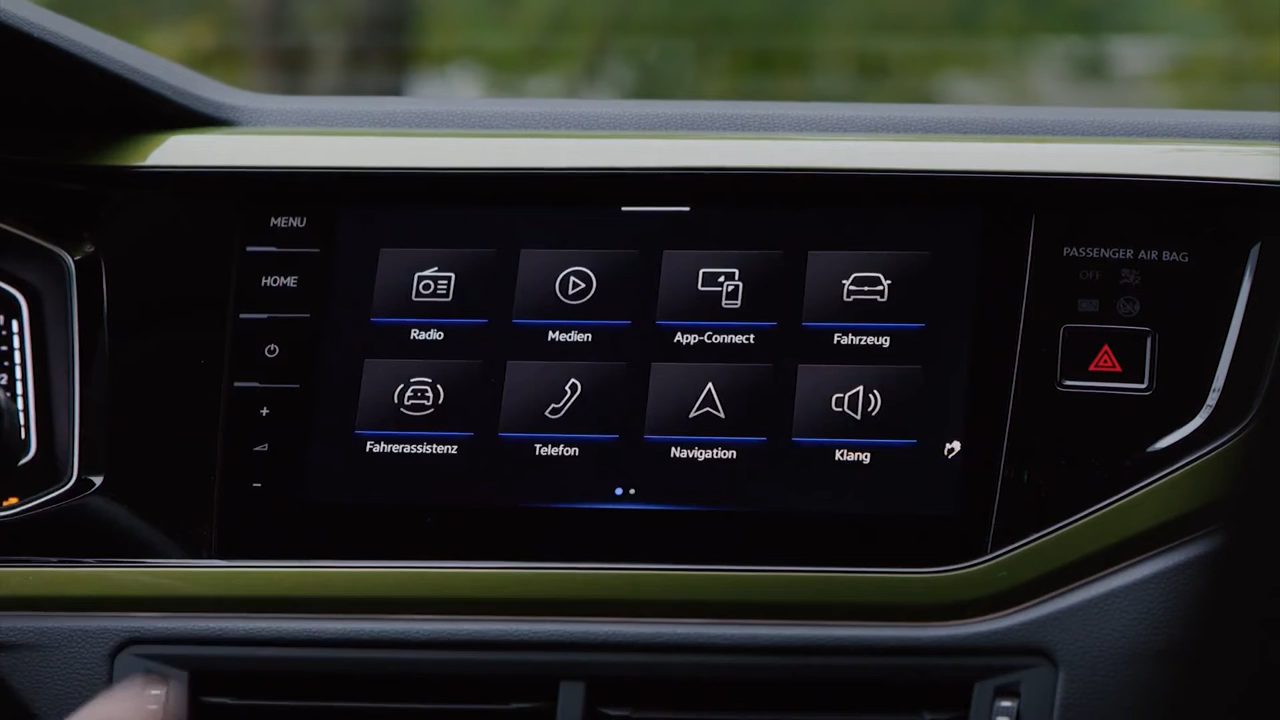 MENU
HOME
Radio
Medien
App-Connect
Fahrzeug
Fahrerassistenz
Telefon
Navigation
Klang
PASSENGER AIR BAG
OFF